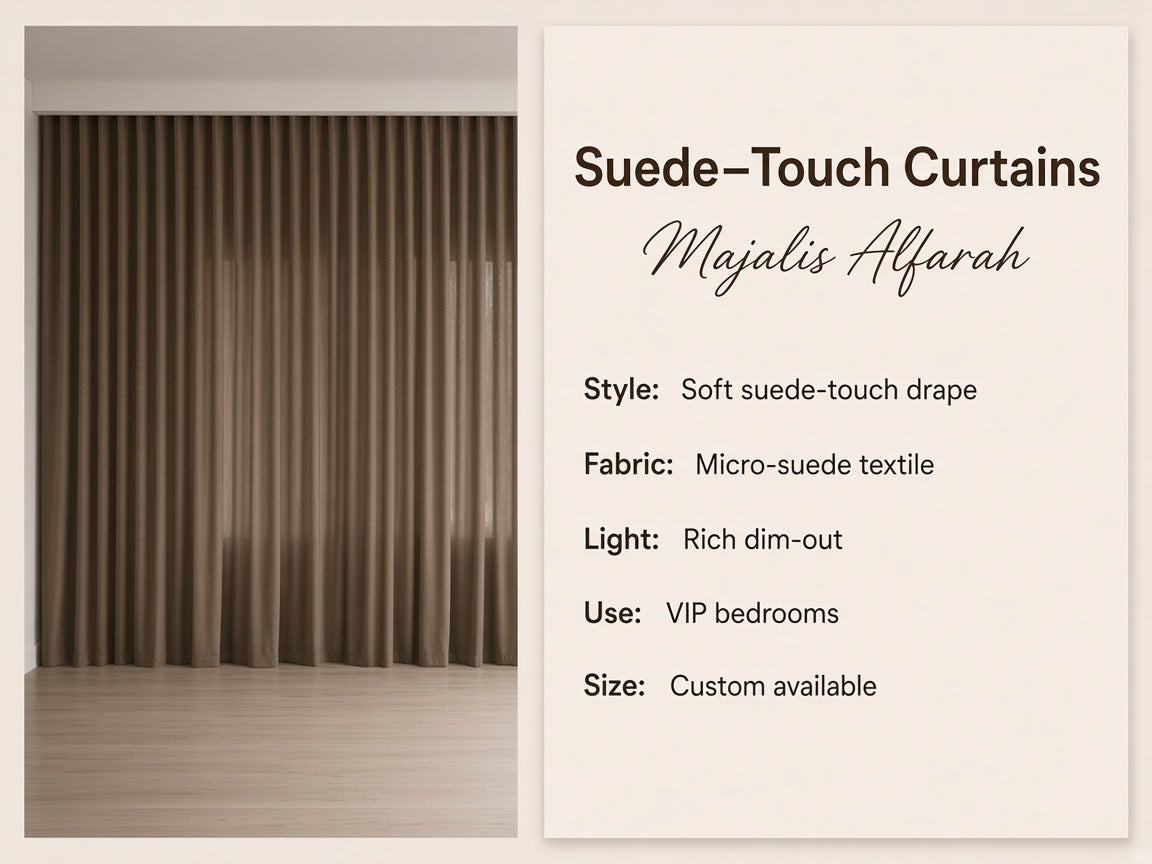 Suede–Touch Curtains
Majalis Alfarah
Style: Soft suede-touch drape
Fabric: Micro-suede textile
Light: Rich dim-out
Use: VIP bedrooms
Size: Custom available